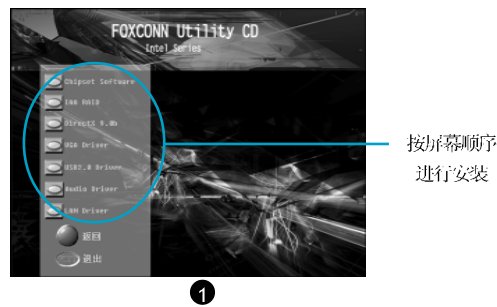 FOXCONN Utility CD
Intel Series
Chipset Software
IAA RAID
DirectX 9.0b
VGA Driver
USB2.0 Driver
Audio Driver
LAN Driver
返回
退出
按屏幕顺序
进行安装
1